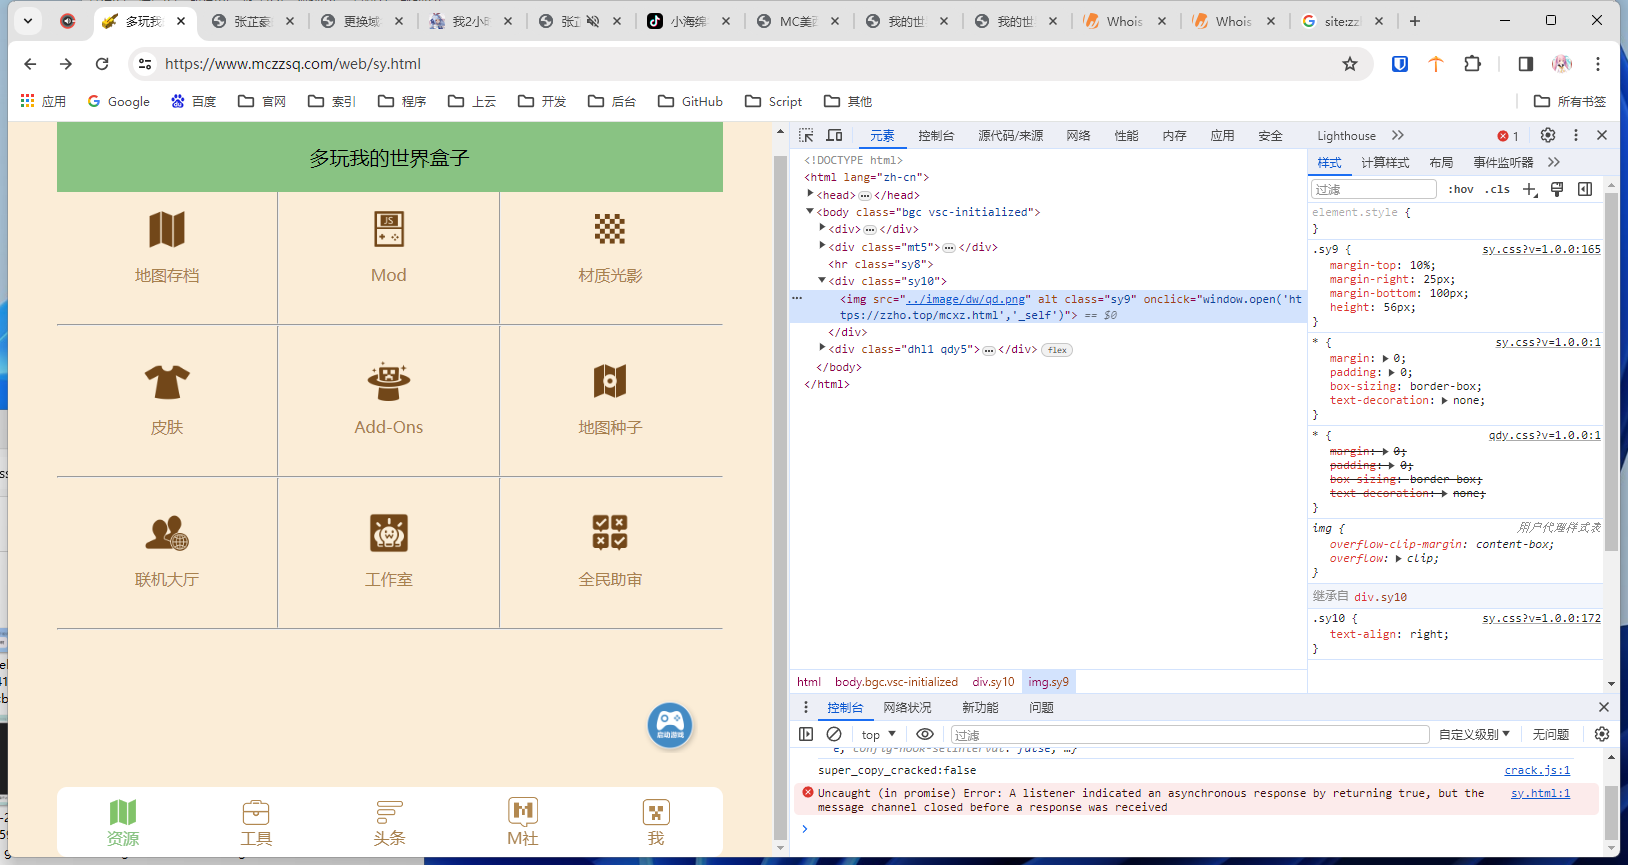 多玩我
张芷豪
更换域
我2小
张芷
小海绵
MC美
我的世
我的世
Whois
Whois
site:zz
https://www.mczzsq.com/web/sy.html
应用
Google
百度
官网
索引
程序
上云
开发
后台
GitHub
Script
其他
所有书签
多玩我的世界盒子
地图存档
Mod
材质光影
皮肤
Add-Ons
地图种子
联机大厅
工作室
全民助审
启动游戏
资源
工具
头条
M社
我
元素
控制台
源代码/来源
网络
性能
内存
应用
安全
Lighthouse
1
<!DOCTYPE html>
<html lang="zh-cn">
<head>…</head>
<body class="bgc vsc-initialized">
<div>…</div>
<div class="mt5">…</div>
<hr class="sy8">
<div class="sy10">
<img src="../image/dw/qd.png" alt class="sy9" onclick="window.open('ht
tps://zzho.top/mcxz.html','_self')"> == $0
</div>
<div class="dhl1 qdy5">…</div> flex
</body>
</html>
html
body.bgc.vsc-initialized
div.sy10
img.sy9
样式
计算样式
布局
事件监听器
过滤
:hov
.cls
element.style {
}
.sy9 {
sy.css?v=1.0.0:165
margin-top: 10%;
margin-right: 25px;
margin-bottom: 100px;
height: 56px;
}
* {
sy.css?v=1.0.0:1
margin: 0;
padding: 0;
box-sizing: border-box;
text-decoration: none;
}
* {
qdy.css?v=1.0.0:1
margin: 0;
padding: 0;
box-sizing: border-box;
text-decoration: none;
}
img {
用户代理样式表
overflow-clip-margin: content-box;
overflow: clip;
}
继承自 div.sy10
.sy10 {
sy.css?v=1.0.0:172
text-align: right;
}
控制台
网络状况
新功能
问题
top
过滤
自定义级别
无问题
super_copy_cracked:false
crack.js:1
Uncaught (in promise) Error: A listener indicated an asynchronous response by returning true, but the
sy.html:1
message channel closed before a response was received